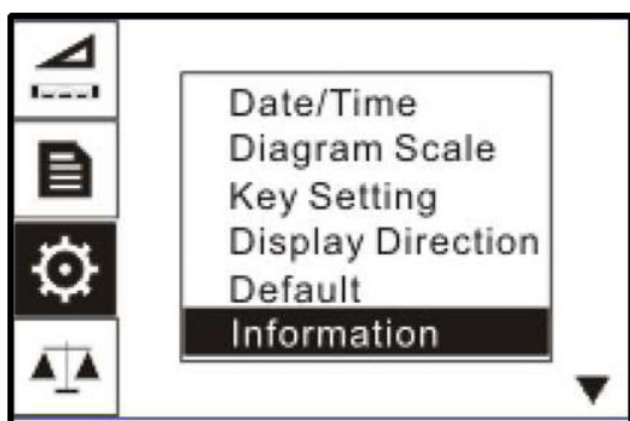 Date/Time
Diagram Scale
Key Setting
Display Direction
Default
Information